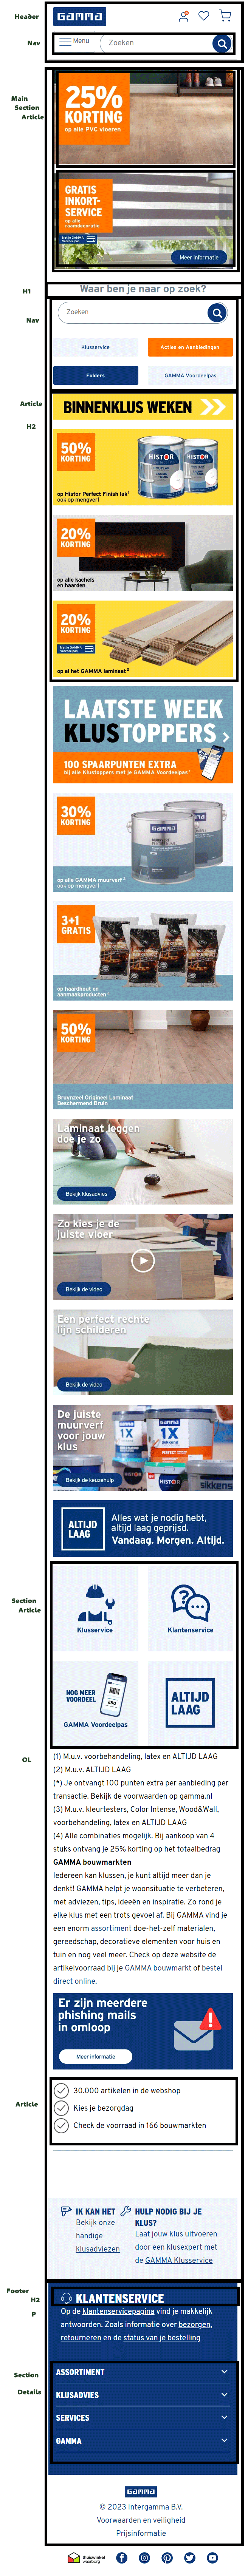 Header
GAMMA
Nav
Menu
Zoeken
Main
Section
Article
25%
KORTING
op alle PVC vloeren
GRATIS
INKORT-
SERVICE
op alle
raamdecoratie
Meer informatie
H1
Waar ben je naar op zoek?
Nav
Zoeken
Klusservice
Acties en Aanbiedingen
Folders
GAMMA Voordeelpas
Article
BINNENKLUS WEKEN
H2
50%
KORTING
HISTOR
HISTOR
op Histor Perfect Finish lak¹
ook op mengverf
20%
KORTING
op alle kachels
en haarden
20%
KORTING
op al het GAMMA laminaat²
LAATSTE WEEK
KLUSTOPPERS
100 SPAARPUNTEN EXTRA
bij alle Klustoppers met je GAMMA Voordeelpas*
30%
KORTING
GAMMA
op alle GAMMA muurverf³
ook op mengverf
3+1
GRATIS
op haardhout en
aanmaakproducten⁴
50%
KORTING
Bruynzeel Origineel Laminaat
Beschermend Bruin
Laminaat leggen
doe je zo
Bekijk klusadvies
Zo kies je de
juiste vloer
Bekijk de video
Een perfect rechte
lijn schilderen
Bekijk de video
De juiste
muurverf
voor jouw
klus
GAMMA
1X
1X
HISTOR
sikkens
Bekijk de keuzehulp
ALTIJD
LAAG
Alles wat je nodig hebt,
altijd laag geprijsd.
Vandaag. Morgen. Altijd.
Section
Article
Klusservice
Klantenservice
NOG MEER
VOORDEEL
250
GAMMA Voordeelpas
ALTIJD
LAAG
OL
(1) M.u.v. voorbehandeling, latex en ALTIJD LAAG
(2) M.u.v. ALTIJD LAAG
(*) Je ontvangt 100 punten extra per aanbieding per
transactie. Bekijk de voorwaarden op gamma.nl
(3) M.u.v. kleurtesters, Color Intense, Wood&Wall,
voorbehandeling, latex en ALTIJD LAAG
(4) Alle combinaties mogelijk. Bij aankoop van 4
stuks ontvang je 25% korting op het totaalbedrag
GAMMA bouwmarkten
Iedereen kan klussen, je kunt altijd meer dan je
denkt! GAMMA helpt je woonsituatie te verbeteren,
met adviezen, tips, ideeën en inspiratie. Zo rond je
elke klus met een trots gevoel af. Bij GAMMA vind je
een enorm assortiment doe-het-zelf materialen,
gereedschap, decoratieve elementen voor huis en
tuin en nog veel meer. Check op deze website de
artikelvoorraad bij je GAMMA bouwmarkt of bestel
direct online.
Er zijn meerdere
phishing mails
in omloop
Meer informatie
Article
30.000 artikelen in de webshop
Kies je bezorgdag
Check de voorraad in 166 bouwmarkten
IK KAN HET
Bekijk onze
handige
klusadviezen
HULP NODIG BIJ JE
KLUS?
Laat jouw klus uitvoeren
door een klusexpert met
de GAMMA Klusservice
Footer
H2
KLANTENSERVICE
P
Op de klantenservicepagina vind je makkelijk
antwoorden. Zoals informatie over bezorgen,
retourneren en de status van je bestelling
Section
ASSORTIMENT
Details
KLUSADVIES
SERVICES
GAMMA
GAMMA
© 2023 Intergamma B.V.
Voorwaarden en veiligheid
Prijsinformatie
thuiswinkel
waarborg